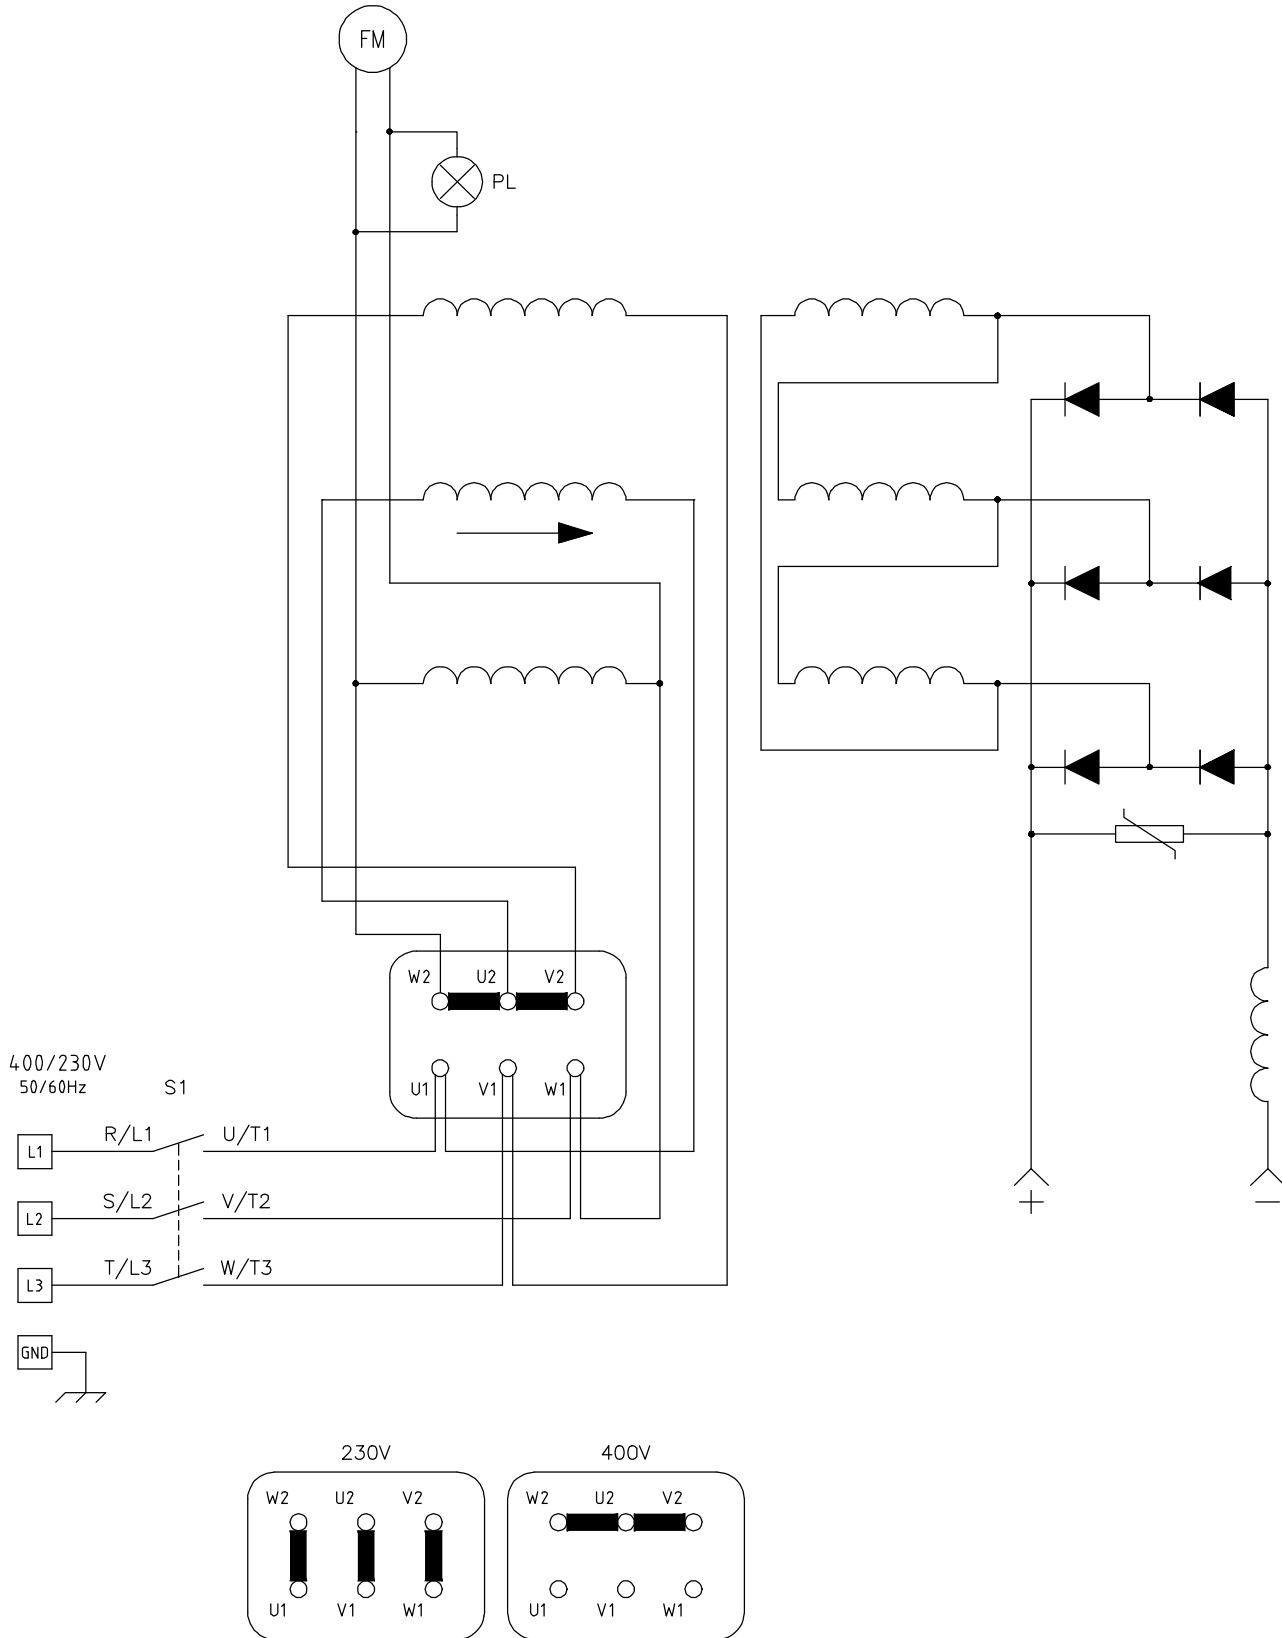 FM
PL
W2 U2 V2
U1 V1 W1
400/230V
50/60Hz
S1
L1 R/L1 U/T1
L2 S/L2 V/T2
L3 T/L3 W/T3
GND
+ −
230V 400V
W2 U2 V2 W2 U2 V2
U1 V1 W1 U1 V1 W1